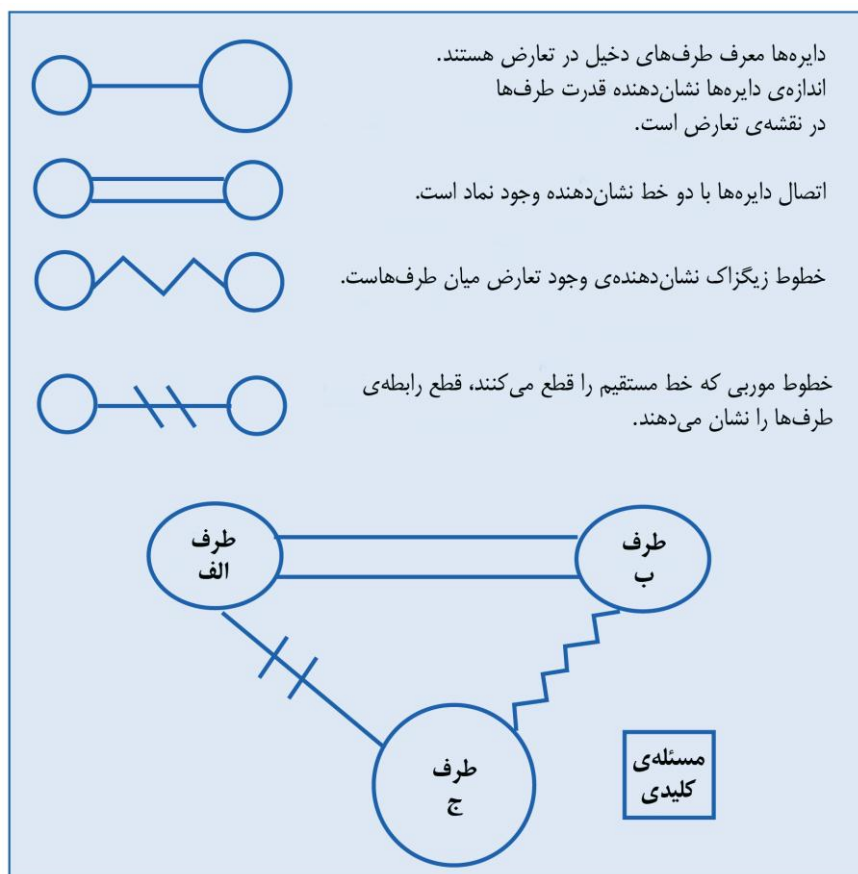 دایره‌ها معرف طرف‌های دخیل در تعارض هستند.
اندازه‌ی دایره‌ها نشان‌دهنده قدرت طرف‌ها
در نقشه‌ی تعارض است.
اتصال دایره‌ها با دو خط نشان‌دهنده وجود نماد است.
خطوط زیگزاک نشان‌دهنده‌ی وجود تعارض میان طرف‌هاست.
خطوط موربی که خط مستقیم را قطع می‌کنند، قطع رابطه‌ی
طرف‌ها را نشان می‌دهند.
طرف
ب
طرف
الف
طرف
ج
مسئله‌ی
کلیدی